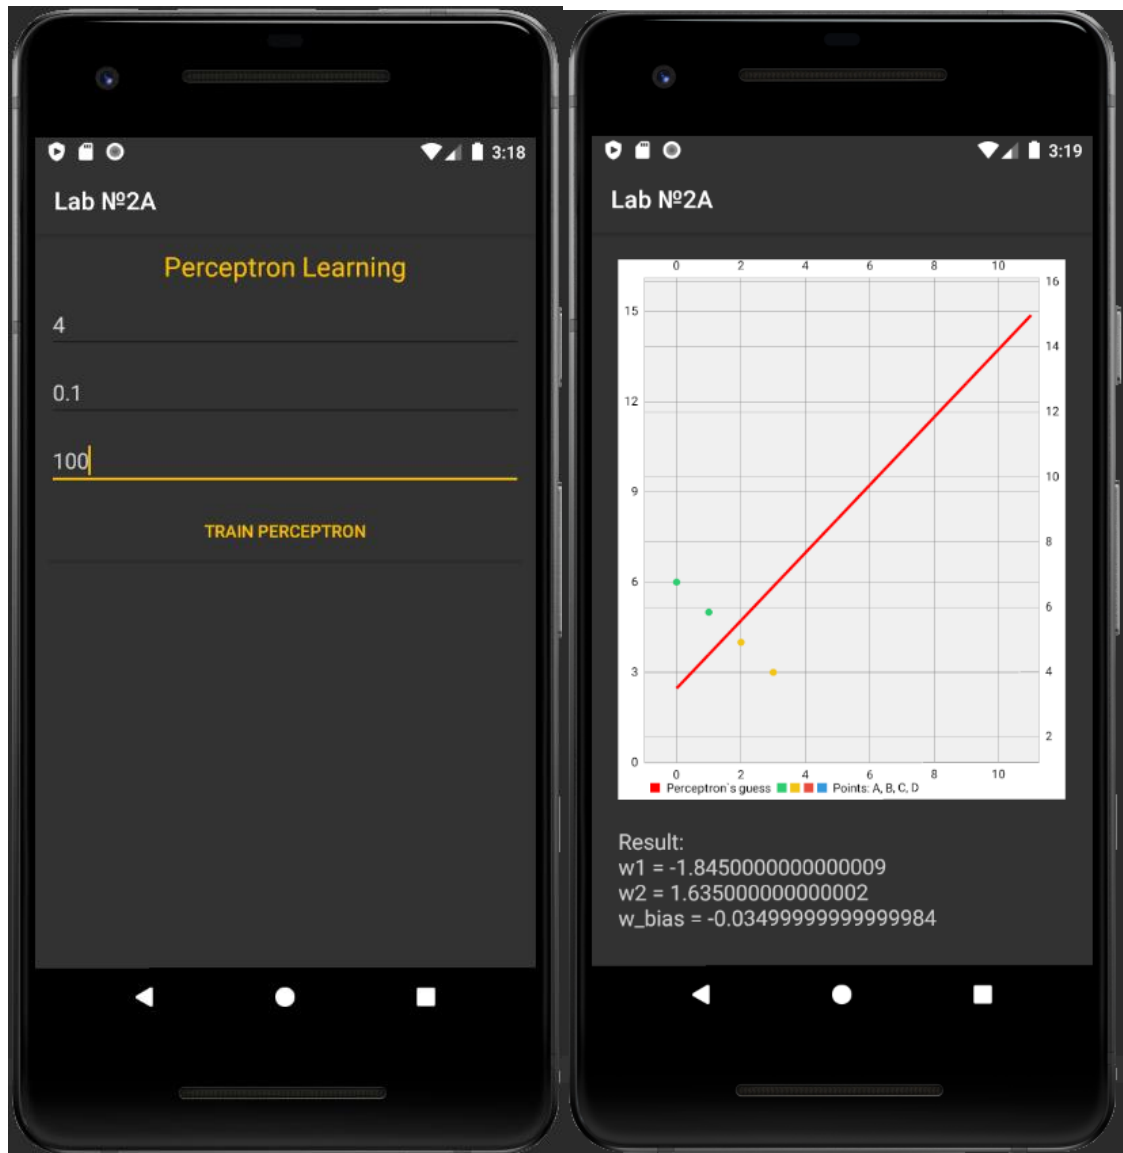 3:18
Lab №2A
Perceptron Learning
4
0.1
100
TRAIN PERCEPTRON
3:19
Lab №2A
0 2 4 6 8 10
16
15
14
12
12
10
9
8
6
6
3
4
2
0
0 2 4 6 8 10
Perceptron`s guess Points: A, B, C, D
Result:
w1 = -1.8450000000000009
w2 = 1.635000000000002
w_bias = -0.03499999999999984